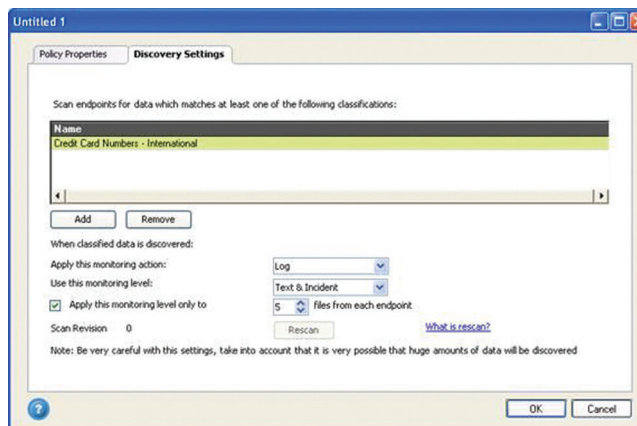 Untitled 1
Policy Properties
Discovery Settings
Scan endpoints for data which matches at least one of the following classifications:
Name
Credit Card Numbers - International
Add
Remove
When classified data is discovered:
Apply this monitoring action:
Log
Use this monitoring level:
Text & Incident
Apply this monitoring level only to
5
files from each endpoint
Scan Revision
0
Rescan
What is rescan?
Note: Be very careful with this settings, take into account that it is very possible that huge amounts of data will be discovered
?
OK
Cancel